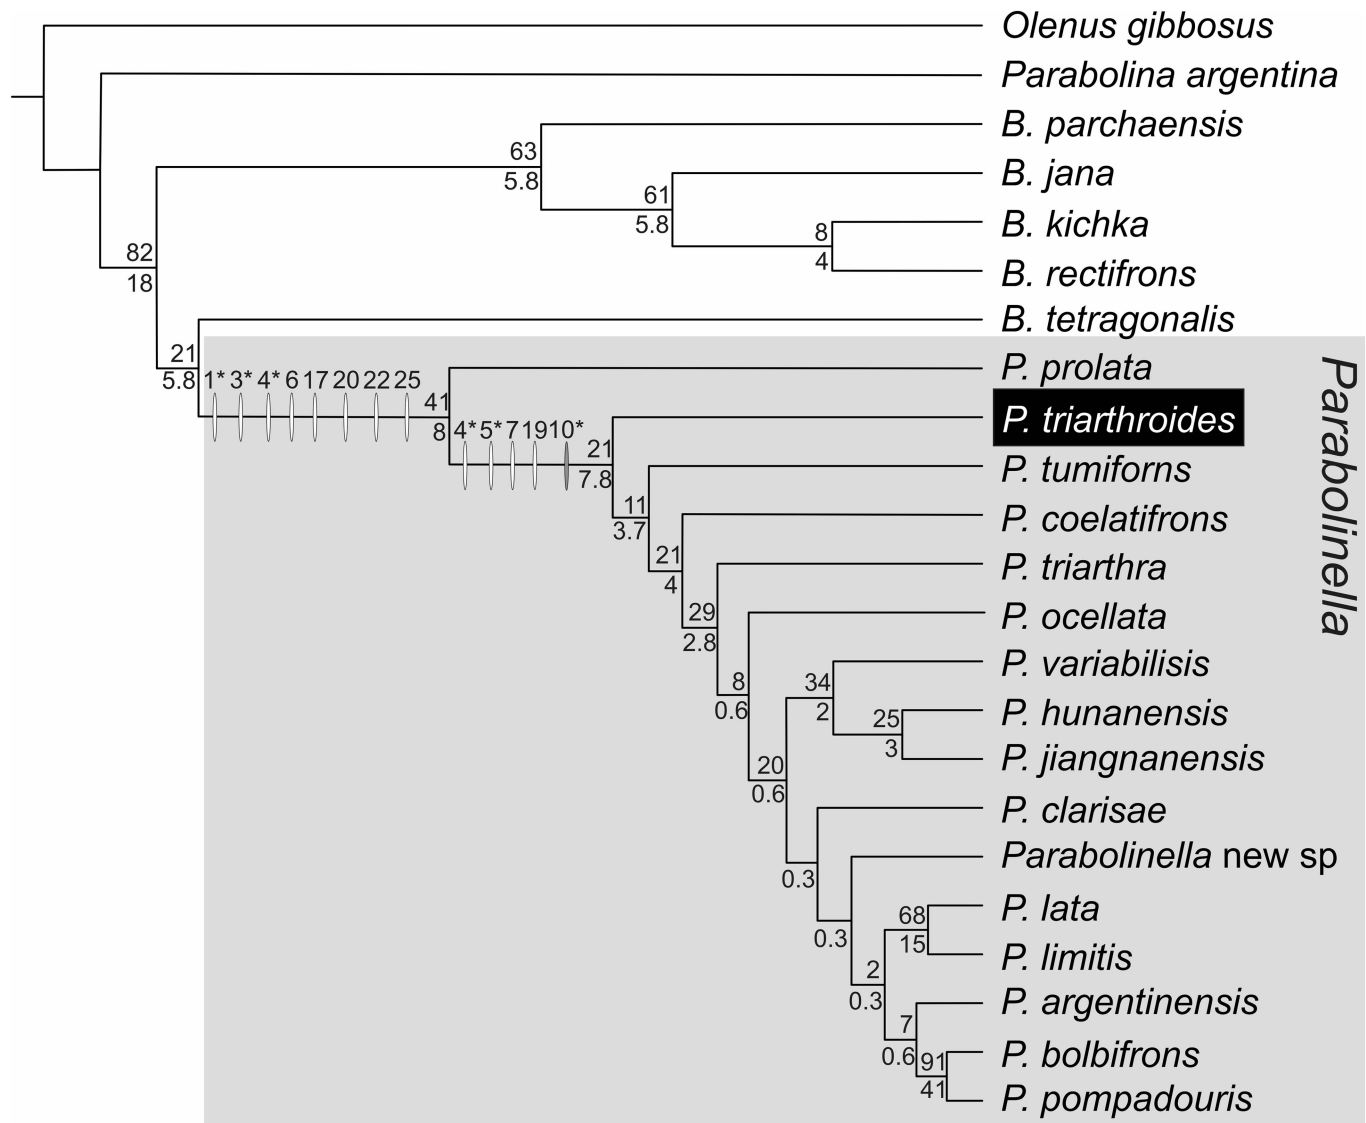 Olenus gibbosus
Parabolina argentina
B. parchaensis
63
5.8
B. jana
61
5.8
B. kichka
8
4
B. rectifrons
82
18
B. tetragonalis
21
5.8
P. prolata
1* 3* 4* 6 17 20 22 25
41
8
P. triarthroides
4* 5* 7 19 10*
21
7.8
P. tumiforns
11
3.7
P. coelatifrons
21
4
P. triarthra
29
2.8
P. ocellata
8
0.6
P. variabilisis
34
2
P. hunanensis
25
3
P. jiangnanensis
20
0.6
P. clarisae
0.3
Parabolinella new sp
0.3
P. lata
68
15
P. limitis
2
0.3
P. argentinensis
7
0.6
P. bolbifrons
91
41
P. pompadouris
Parabolinella